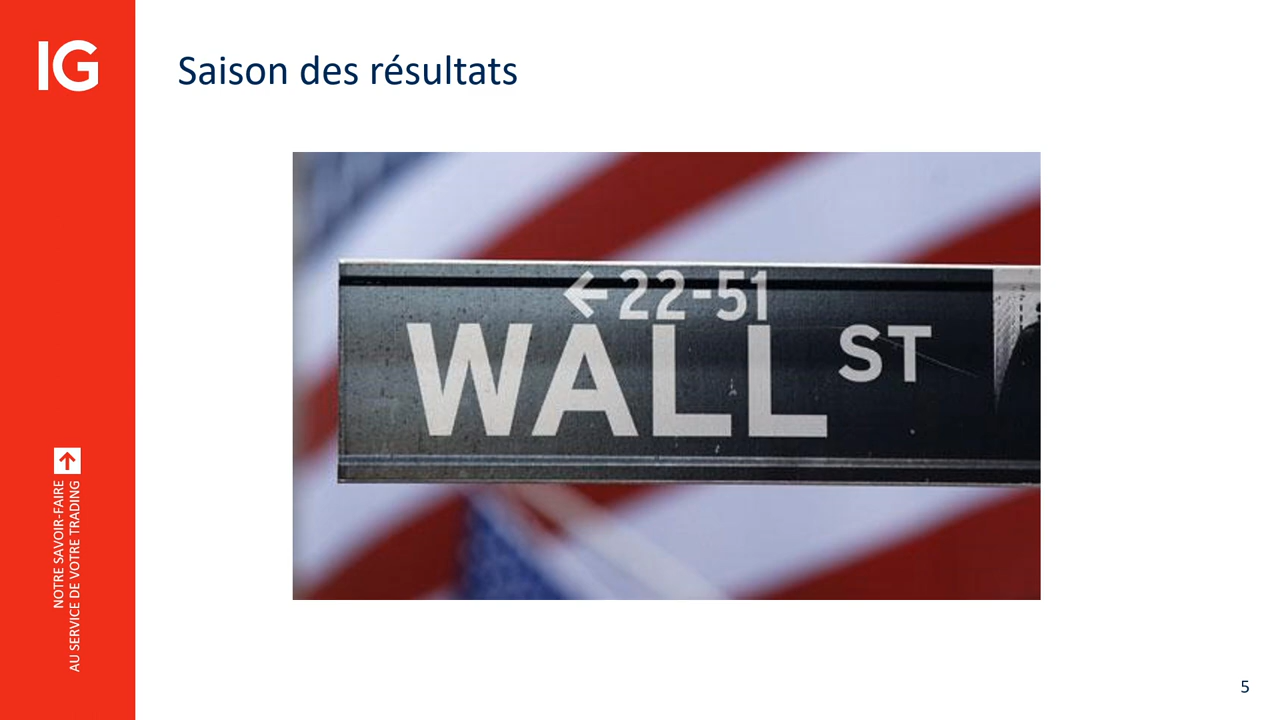 IG
Saison des résultats
←22-51
WALL ST
NOTRE SAVOIR-FAIRE
AU SERVICE DE VOTRE TRADING
5